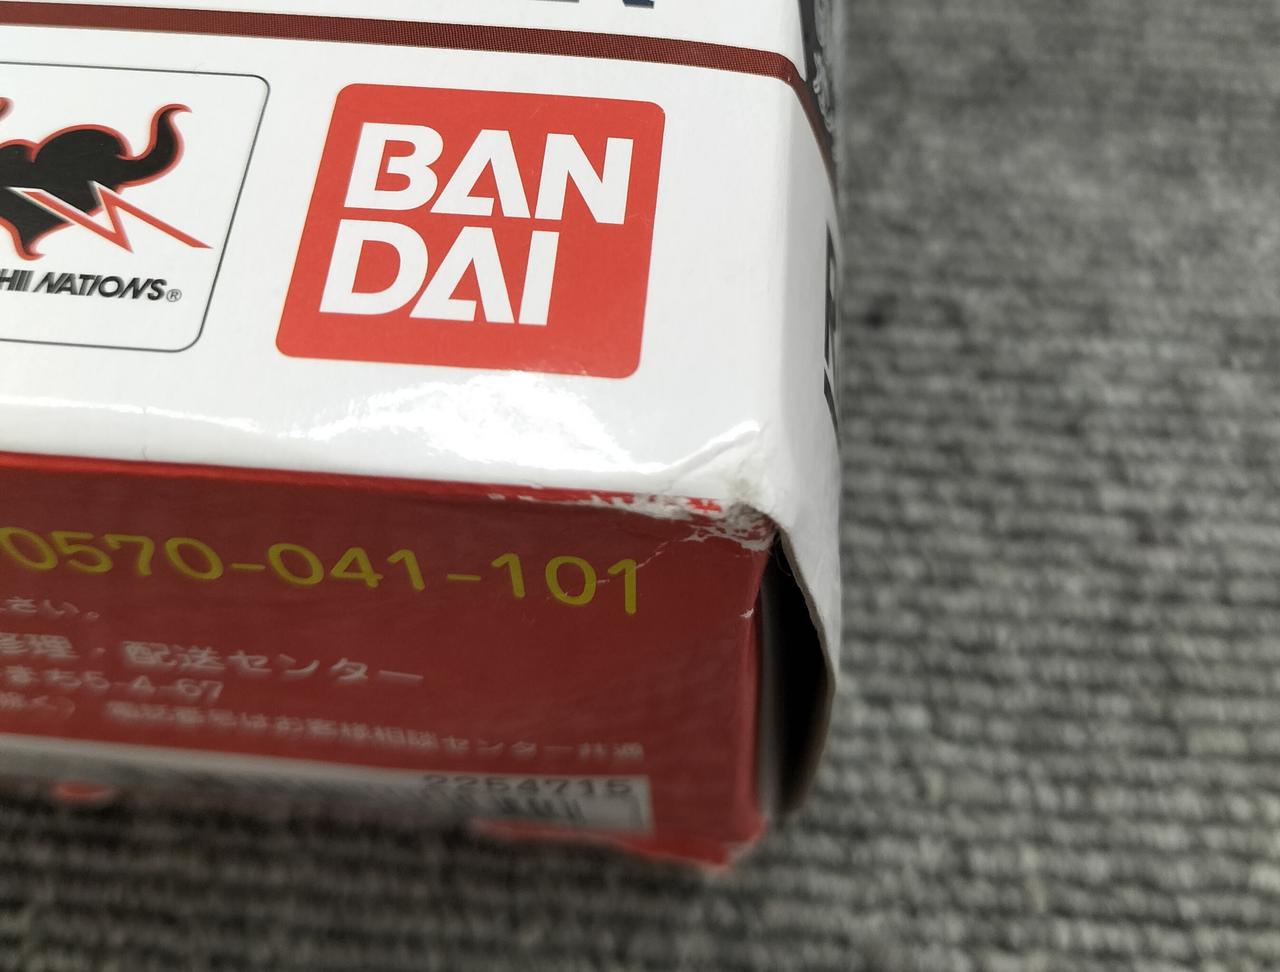 HII NATIONS®
BAN
DAI
0570-041-101
さい。
修理・配送センター
まち5-4-67
電話番号はお客様相談センター共通
2254715